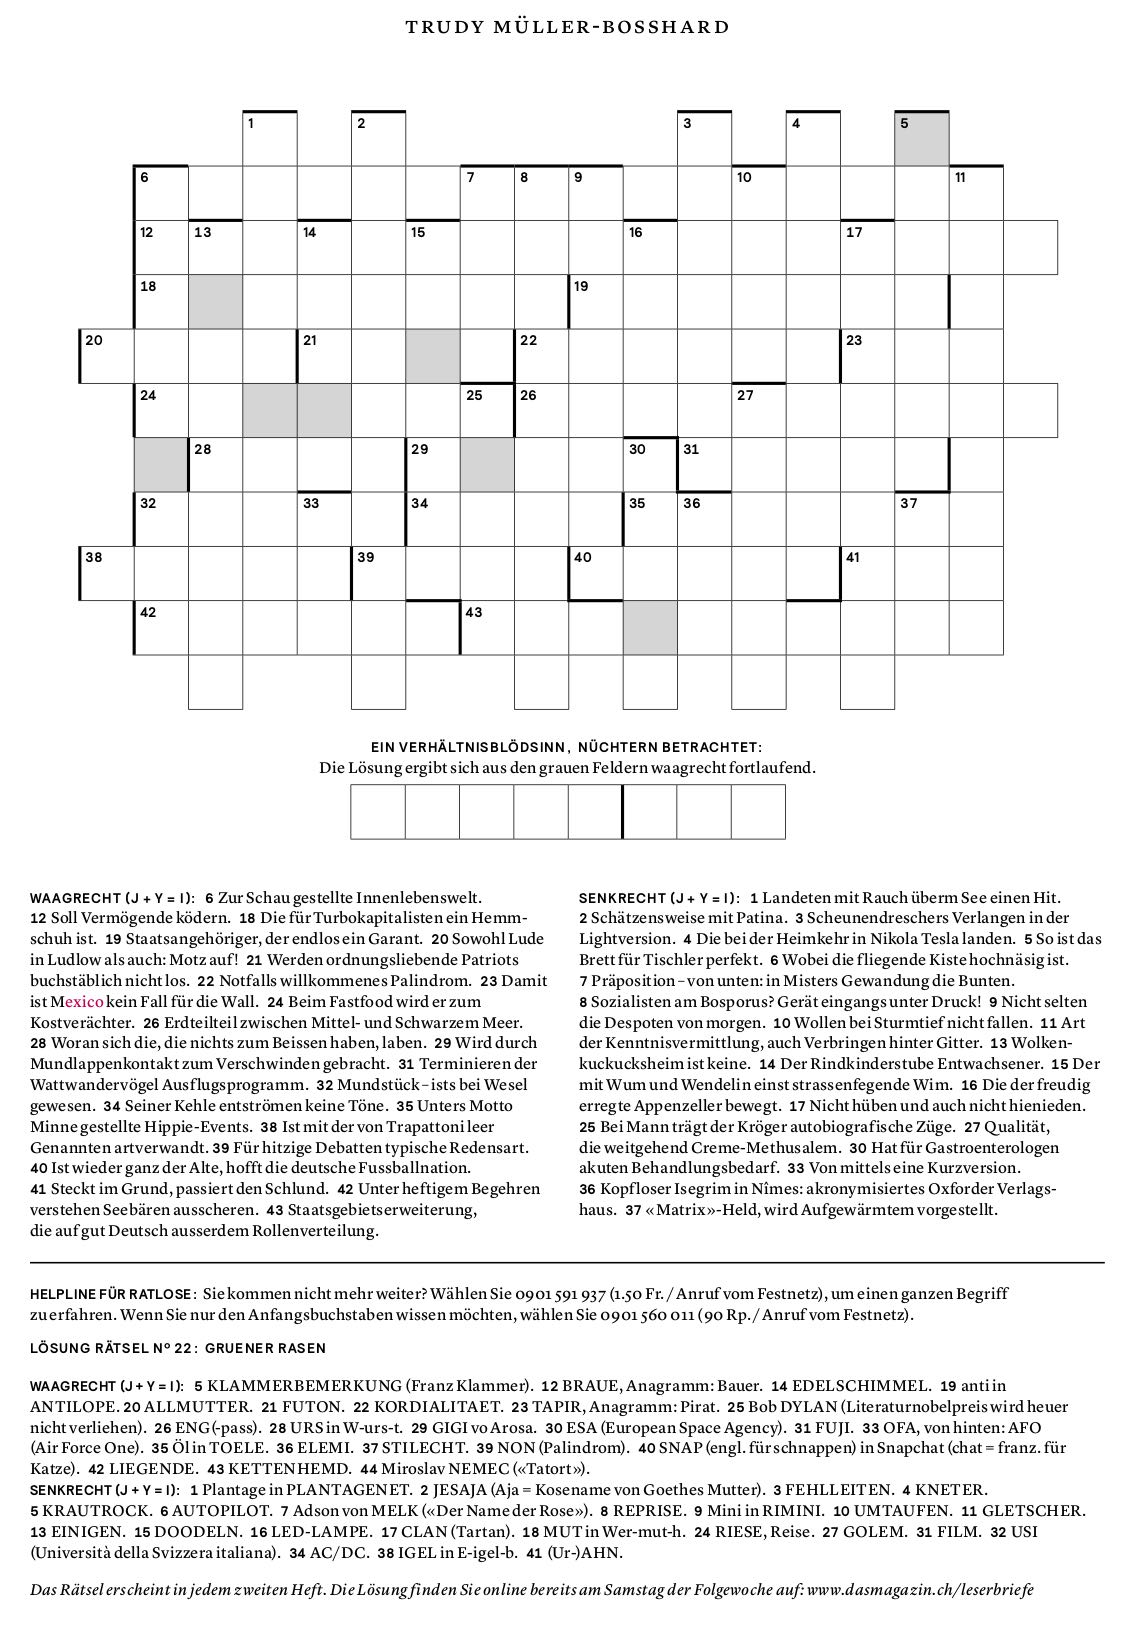 TRUDY MÜLLER-BOSSHARD
1 2 3 4 5
6 7 8 9 10 11
12 13 14 15 16 17
18 19
20 21 22 23
24 25 26 27
28 29 30 31
32 33 34 35 36 37
38 39 40 41
42 43
EIN VERHÄLTNISBLÖDSINN, NÜCHTERN BETRACHTET:
Die Lösung ergibt sich aus den grauen Feldern waagrecht fortlaufend.
WAAGRECHT (J + Y = I): 6 Zur Schau gestellte Innenlebenswelt.
12 Soll Vermögende ködern. 18 Die für Turbokapitalisten ein Hemm-
schuh ist. 19 Staatsangehöriger, der endlos ein Garant. 20 Sowohl Lude
in Ludlow als auch: Motz auf! 21 Werden ordnungsliebende Patriots
buchstäblich nicht los. 22 Notfalls willkommenes Palindrom. 23 Damit
ist Mexico kein Fall für die Wall. 24 Beim Fastfood wird er zum
Kostverächter. 26 Erdteilteil zwischen Mittel- und Schwarzem Meer.
28 Woran sich die, die nichts zum Beissen haben, laben. 29 Wird durch
Mundlappenkontakt zum Verschwinden gebracht. 31 Terminieren der
Wattwandervögel Ausflugsprogramm. 32 Mundstück – ists bei Wesel
gewesen. 34 Seiner Kehle entströmen keine Töne. 35 Unters Motto
Minne gestellte Hippie-Events. 38 Ist mit der von Trapattoni leer
Genannten artverwandt. 39 Für hitzige Debatten typische Redensart.
40 Ist wieder ganz der Alte, hofft die deutsche Fussballnation.
41 Steckt im Grund, passiert den Schlund. 42 Unter heftigem Begehren
verstehen Seebären ausscheren. 43 Staatsgebietserweiterung,
die auf gut Deutsch ausserdem Rollenverteilung.
SENKRECHT (J + Y = I): 1 Landeten mit Rauch überm See einen Hit.
2 Schätzensweise mit Patina. 3 Scheunendreschers Verlangen in der
Lightversion. 4 Die bei der Heimkehr in Nikola Tesla landen. 5 So ist das
Brett für Tischler perfekt. 6 Wobei die fliegende Kiste hochnäsig ist.
7 Präposition – von unten: in Misters Gewandung die Bunten.
8 Sozialisten am Bosporus? Gerät eingangs unter Druck! 9 Nicht selten
die Despoten von morgen. 10 Wollen bei Sturmtief nicht fallen. 11 Art
der Kenntnisvermittlung, auch Verbringen hinter Gitter. 13 Wolken-
kuckucksheim ist keine. 14 Der Rindkinderstube Entwachsener. 15 Der
mit Wum und Wendelin einst strassenfegende Wim. 16 Die der freudig
erregte Appenzeller bewegt. 17 Nicht hüben und auch nicht hienieden.
25 Bei Mann trägt der Kröger autobiografische Züge. 27 Qualität,
die weitgehend Creme-Methusalem. 30 Hat für Gastroenterologen
akuten Behandlungsbedarf. 33 Von mittels eine Kurzversion.
36 Kopfloser Isegrim in Nîmes: akronymisiertes Oxforder Verlags-
haus. 37 «Matrix»-Held, wird Aufgewärmtem vorgestellt.
HELPLINE FÜR RATLOSE: Sie kommen nicht mehr weiter? Wählen Sie 0901 591 937 (1.50 Fr. / Anruf vom Festnetz), um einen ganzen Begriff
zu erfahren. Wenn Sie nur den Anfangsbuchstaben wissen möchten, wählen Sie 0901 560 011 (90 Rp. / Anruf vom Festnetz).
LÖSUNG RÄTSEL Nº 22: GRUENER RASEN
WAAGRECHT (J + Y = I): 5 KLAMMERBEMERKUNG (Franz Klammer). 12 BRAUE, Anagramm: Bauer. 14 EDELSCHIMMEL. 19 anti in
ANTILOPE. 20 ALLMUTTER. 21 FUTON. 22 KORDIALITAET. 23 TAPIR, Anagramm: Pirat. 25 Bob DYLAN (Literaturnobelpreis wird heuer
nicht verliehen). 26 ENG(-pass). 28 URS in W-urs-t. 29 GIGI vo Arosa. 30 ESA (European Space Agency). 31 FUJI. 33 OFA, von hinten: AFO
(Air Force One). 35 Öl in TOELE. 36 ELEMI. 37 STILECHT. 39 NON (Palindrom). 40 SNAP (engl. für schnappen) in Snapchat (chat = franz. für
Katze). 42 LIEGENDE. 43 KETTENHEMD. 44 Miroslav NEMEC («Tatort»).
SENKRECHT (J + Y = I): 1 Plantage in PLANTAGENET. 2 JESAJA (Aja = Kosename von Goethes Mutter). 3 FEHLLEITEN. 4 KNETER.
5 KRAUTROCK. 6 AUTOPILOT. 7 Adson von MELK («Der Name der Rose»). 8 REPRISE. 9 Mini in RIMINI. 10 UMTAUFEN. 11 GLETSCHER.
13 EINIGEN. 15 DOODELN. 16 LED-LAMPE. 17 CLAN (Tartan). 18 MUT in Wer-mut-h. 24 RIESE, Reise. 27 GOLEM. 31 FILM. 32 USI
(Università della Svizzera italiana). 34 AC/DC. 38 IGEL in E-igel-b. 41 (Ur-)AHN.
Das Rätsel erscheint in jedem zweiten Heft. Die Lösung finden Sie online bereits am Samstag der Folgewoche auf: www.dasmagazin.ch/leserbriefe